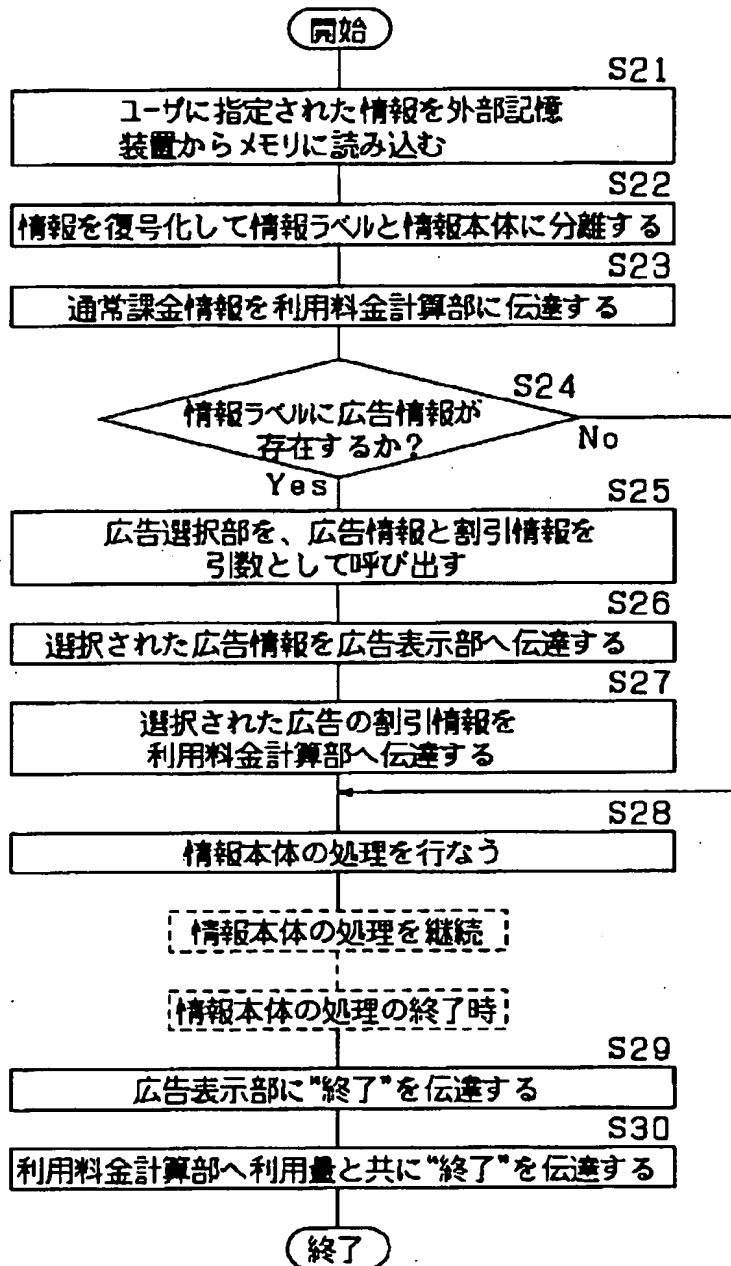 開始
S21
ユーザに指定された情報を外部記憶
装置からメモリに読み込む
S22
情報を復号化して情報ラベルと情報本体に分離する
S23
通常課金情報を利用料金計算部に伝達する
S24
情報ラベルに広告情報が
存在するか?
No
Yes
S25
広告選択部を、広告情報と割引情報を
引数として呼び出す
S26
選択された広告情報を広告表示部へ伝達する
S27
選択された広告の割引情報を
利用料金計算部へ伝達する
S28
情報本体の処理を行なう
情報本体の処理を継続
情報本体の処理の終了時
S29
広告表示部に"終了"を伝達する
S30
利用料金計算部へ利用量と共に"終了"を伝達する
終了